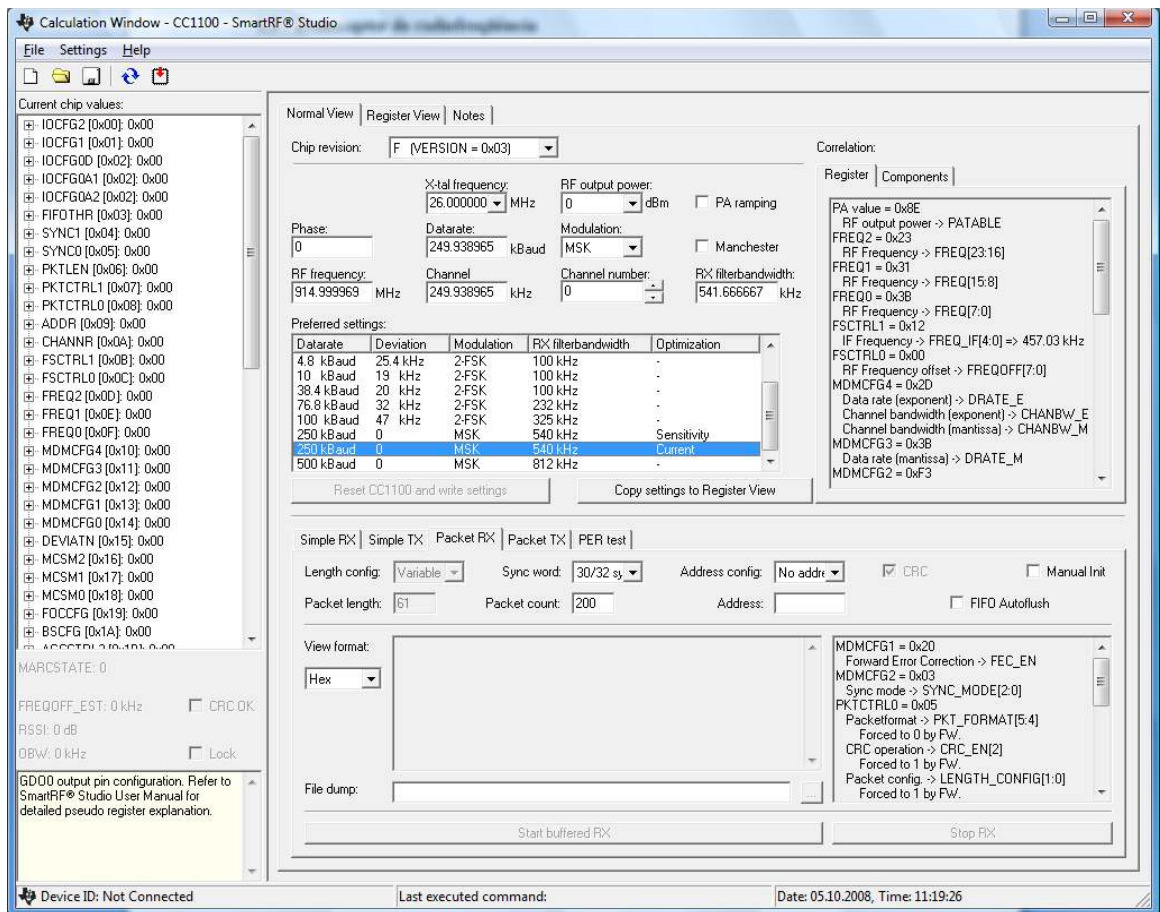 Calculation Window - CC1100 - SmartRF® Studio
File Settings Help
Current chip values:
IOCFG2 [0x00]: 0x00
IOCFG1 [0x01]: 0x00
IOCFG0D [0x02]: 0x00
IOCFG0A1 [0x02]: 0x00
IOCFG0A2 [0x02]: 0x00
FIFOTHR [0x03]: 0x00
SYNC1 [0x04]: 0x00
SYNC0 [0x05]: 0x00
PKTLEN [0x06]: 0x00
PKTCTRL1 [0x07]: 0x00
PKTCTRL0 [0x08]: 0x00
ADDR [0x09]: 0x00
CHANNR [0x0A]: 0x00
FSCTRL1 [0x0B]: 0x00
FSCTRL0 [0x0C]: 0x00
FREQ2 [0x0D]: 0x00
FREQ1 [0x0E]: 0x00
FREQ0 [0x0F]: 0x00
MDMCFG4 [0x10]: 0x00
MDMCFG3 [0x11]: 0x00
MDMCFG2 [0x12]: 0x00
MDMCFG1 [0x13]: 0x00
MDMCFG0 [0x14]: 0x00
DEVIATN [0x15]: 0x00
MCSM2 [0x16]: 0x00
MCSM1 [0x17]: 0x00
MCSM0 [0x18]: 0x00
FOCCFG [0x19]: 0x00
BSCFG [0x1A]: 0x00
MARCSTATE: 0
FREQOFF_EST: 0 kHz CRC OK
RSSI: 0 dB
OBW: 0 kHz Lock
GDO0 output pin configuration. Refer to
SmartRF® Studio User Manual for
detailed pseudo register explanation.
Normal View Register View Notes
Chip revision: F (VERSION = 0x03)
X-tal frequency: RF output power:
26.000000 MHz 0 dBm PA ramping
Phase: Datarate: Modulation:
0 249.938965 kBaud MSK Manchester
RF frequency: Channel Channel number: RX filterbandwidth:
914.999969 MHz 249.938965 kHz 0 541.666667 kHz
Preferred settings:
Datarate Deviation Modulation RX filterbandwidth Optimization
4.8 kBaud 25.4 kHz 2-FSK 100 kHz -
10 kBaud 19 kHz 2-FSK 100 kHz -
38.4 kBaud 20 kHz 2-FSK 100 kHz -
76.8 kBaud 32 kHz 2-FSK 232 kHz -
100 kBaud 47 kHz 2-FSK 325 kHz -
250 kBaud 0 MSK 540 kHz Sensitivity
250 kBaud 0 MSK 540 kHz Current
500 kBaud 0 MSK 812 kHz -
Reset CC1100 and write settings Copy settings to Register View
Correlation:
Register Components
PA value = 0x8E
RF output power -> PATABLE
FREQ2 = 0x23
RF Frequency -> FREQ[23:16]
FREQ1 = 0x31
RF Frequency -> FREQ[15:8]
FREQ0 = 0x3B
RF Frequency -> FREQ[7:0]
FSCTRL1 = 0x12
IF Frequency -> FREQ_IF[4:0] => 457.03 kHz
FSCTRL0 = 0x00
RF Frequency offset -> FREQOFF[7:0]
MDMCFG4 = 0x2D
Data rate (exponent) -> DRATE_E
Channel bandwidth (exponent) -> CHANBW_E
Channel bandwidth (mantissa) -> CHANBW_M
MDMCFG3 = 0x3B
Data rate (mantissa) -> DRATE_M
MDMCFG2 = 0xF3
Simple RX Simple TX Packet RX Packet TX PER test
Length config: Variable Sync word: 30/32 sy Address config: No addre CRC Manual Init
Packet length: 61 Packet count: 200 Address: FIFO Autoflush
View format:
Hex
File dump: ...
MDMCFG1 = 0x20
Forward Error Correction -> FEC_EN
MDMCFG2 = 0x03
Sync mode -> SYNC_MODE[2:0]
PKTCTRL0 = 0x05
Packetformat -> PKT_FORMAT[5:4]
Forced to 0 by FW.
CRC operation -> CRC_EN[2]
Forced to 1 by FW.
Packet config. -> LENGTH_CONFIG[1:0]
Forced to 1 by FW.
Start buffered RX Stop RX
Device ID: Not Connected Last executed command: Date: 05.10.2008, Time: 11:19:26